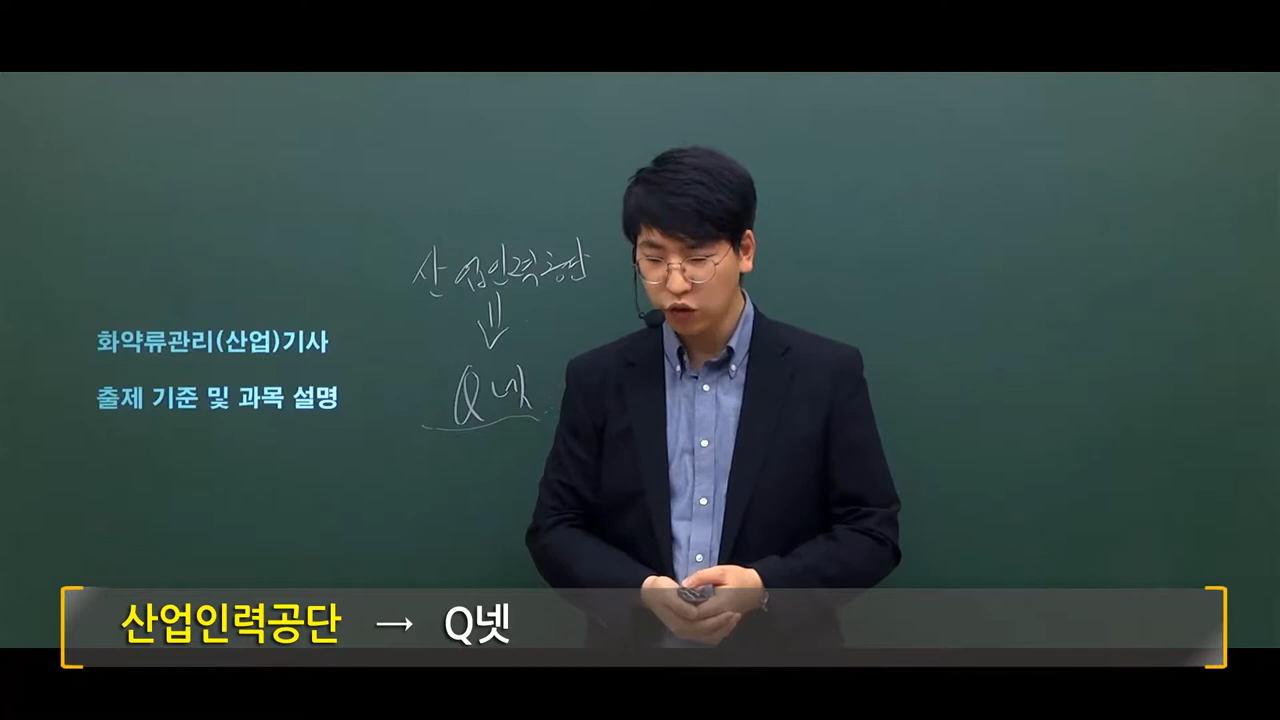 산업인력공단
⇓
Q넷
화약류관리(산업)기사
출제 기준 및 과목 설명
산업인력공단 → Q넷